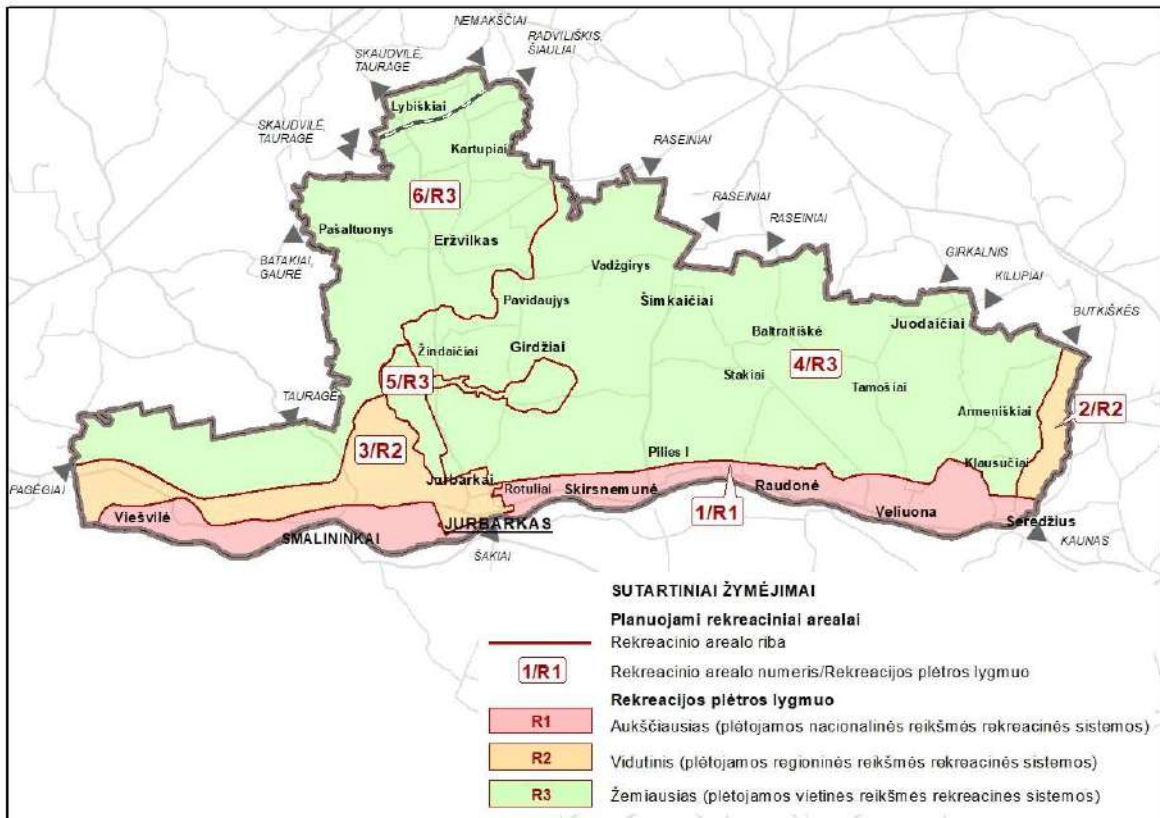 NEMAKŠČIAI
RADVILIŠKIS,
ŠIAULIAI
SKAUDVILĖ,
TAURAGE
Lybiškiai
SKAUDVILĖ,
TAURAGE
Kartupiai
RASEINIAI
6/R3
RASEINIAI
RASEINIAI
Pašaltuonys
Eržvilkas
BATAKIAI,
GAURĖ
Vadžgirys
GIRKALNIS
KILUPIAI
Pavidaujys
Šimkaičiai
BUTKIŠKĖS
Baltraitiškė
Juodaičiai
Žindaičiai
Girdžiai
4/R3
5/R3
Stakiai
Tamošiai
TAURAGĖ
Armeniškiai
2/R2
3/R2
Pilies I
Klausučiai
PAGĖGIAI
Jurbarkai
Rotuliai
Skirsnemunė
Raudonė
1/R1
Viešvilė
Veliuona
Seredžius
JURBARKAS
SMALININKAI
ŠAKIAI
KAUNAS
SUTARTINIAI ŽYMĖJIMAI
Planuojami rekreaciniai arealai
Rekreacinio arealo riba
1/R1 Rekreacinio arealo numeris/Rekreacijos plėtros lygmuo
Rekreacijos plėtros lygmuo
R1 Aukščiausias (plėtojamos nacionalinės reikšmės rekreacinės sistemos)
R2 Vidutinis (plėtojamos regioninės reikšmės rekreacinės sistemos)
R3 Žemiausias (plėtojamos vietinės reikšmės rekreacinės sistemos)